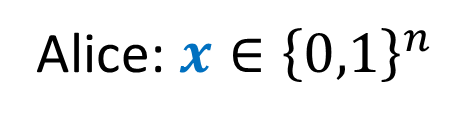 Alice: x ∈ {0,1}ⁿ